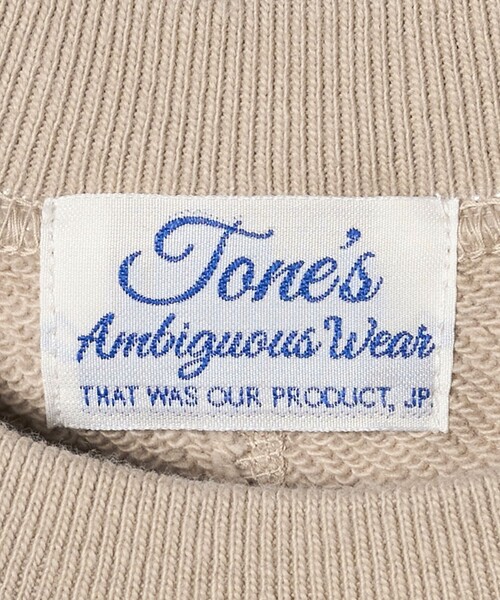 Tone's
Ambiguous Wear
THAT WAS OUR PRODUCT, JP.